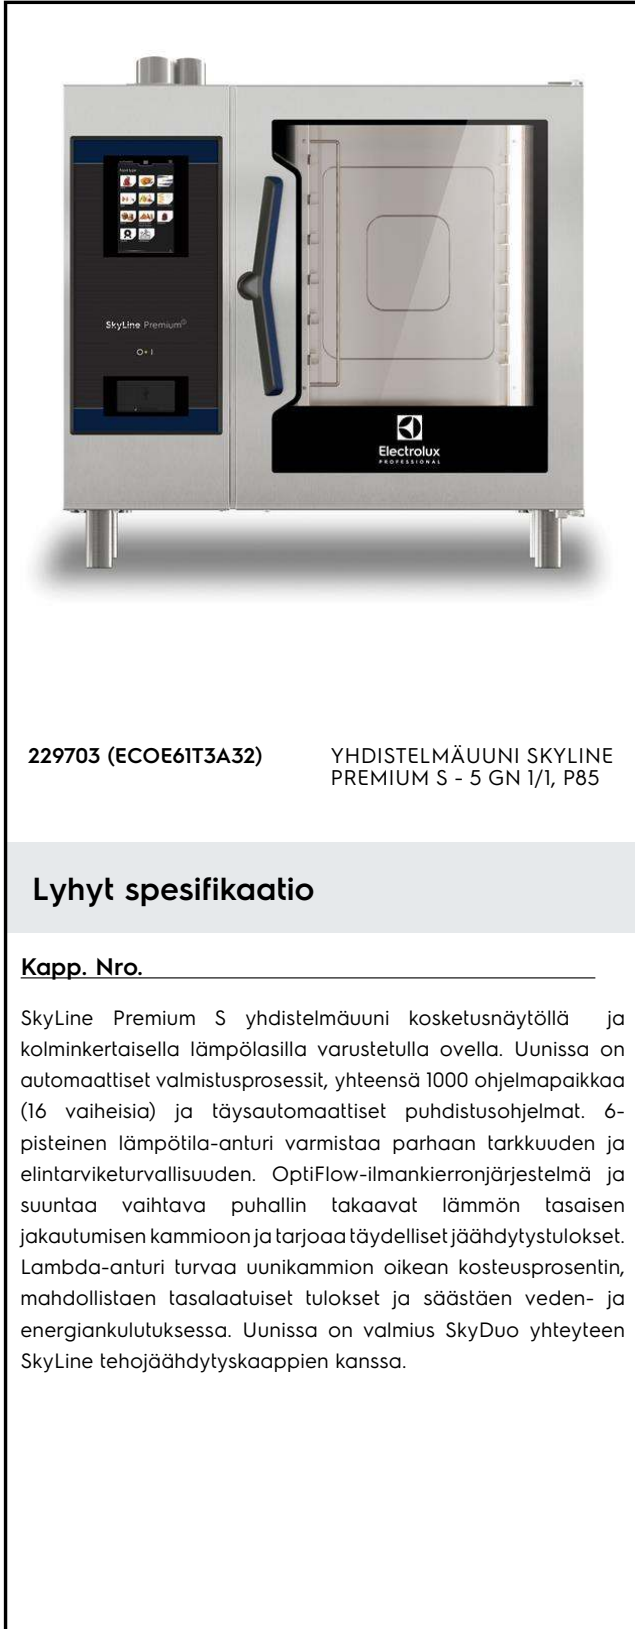 SkyLine Premium
Electrolux
PROFESSIONAL
229703 (ECOE61T3A32)
YHDISTELMÄUUNI SKYLINE
PREMIUM S - 5 GN 1/1, P85
Lyhyt spesifikaatio
Kapp. Nro.
SkyLine Premium S yhdistelmäuuni kosketusnäytöllä ja
kolminkertaisella lämpölasilla varustetulla ovella. Uunissa on
automaattiset valmistusprosessit, yhteensä 1000 ohjelmapaikkaa
(16 vaiheisia) ja täysautomaattiset puhdistusohjelmat. 6-
pisteinen lämpötila-anturi varmistaa parhaan tarkkuuden ja
elintarviketurvallisuuden. OptiFlow-ilmankierronjärjestelmä ja
suuntaa vaihtava puhallin takaavat lämmön tasaisen
jakautumisen kammioon ja tarjoaa täydelliset jäähdytystulokset.
Lambda-anturi turvaa uunikammion oikean kosteusprosentin,
mahdollistaen tasalaatuiset tulokset ja säästäen veden- ja
energiankulutuksessa. Uunissa on valmius SkyDuo yhteyteen
SkyLine tehojäähdytyskaappien kanssa.